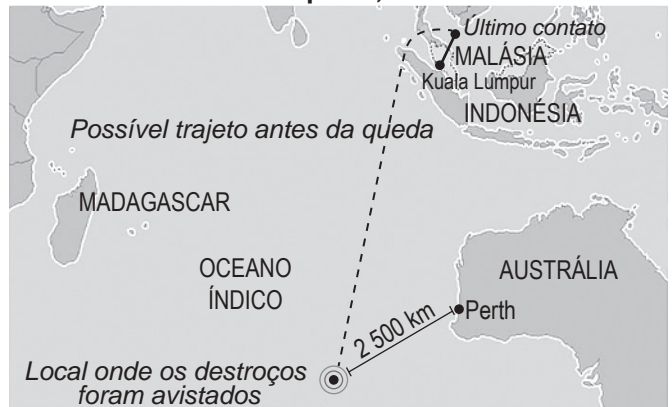 Último contato
MALÁSIA
Kuala Lumpur
INDONÉSIA
Possível trajeto antes da queda
MADAGASCAR
OCEANO
ÍNDICO
AUSTRÁLIA
Perth
2 500 km
Local onde os destroços
foram avistados